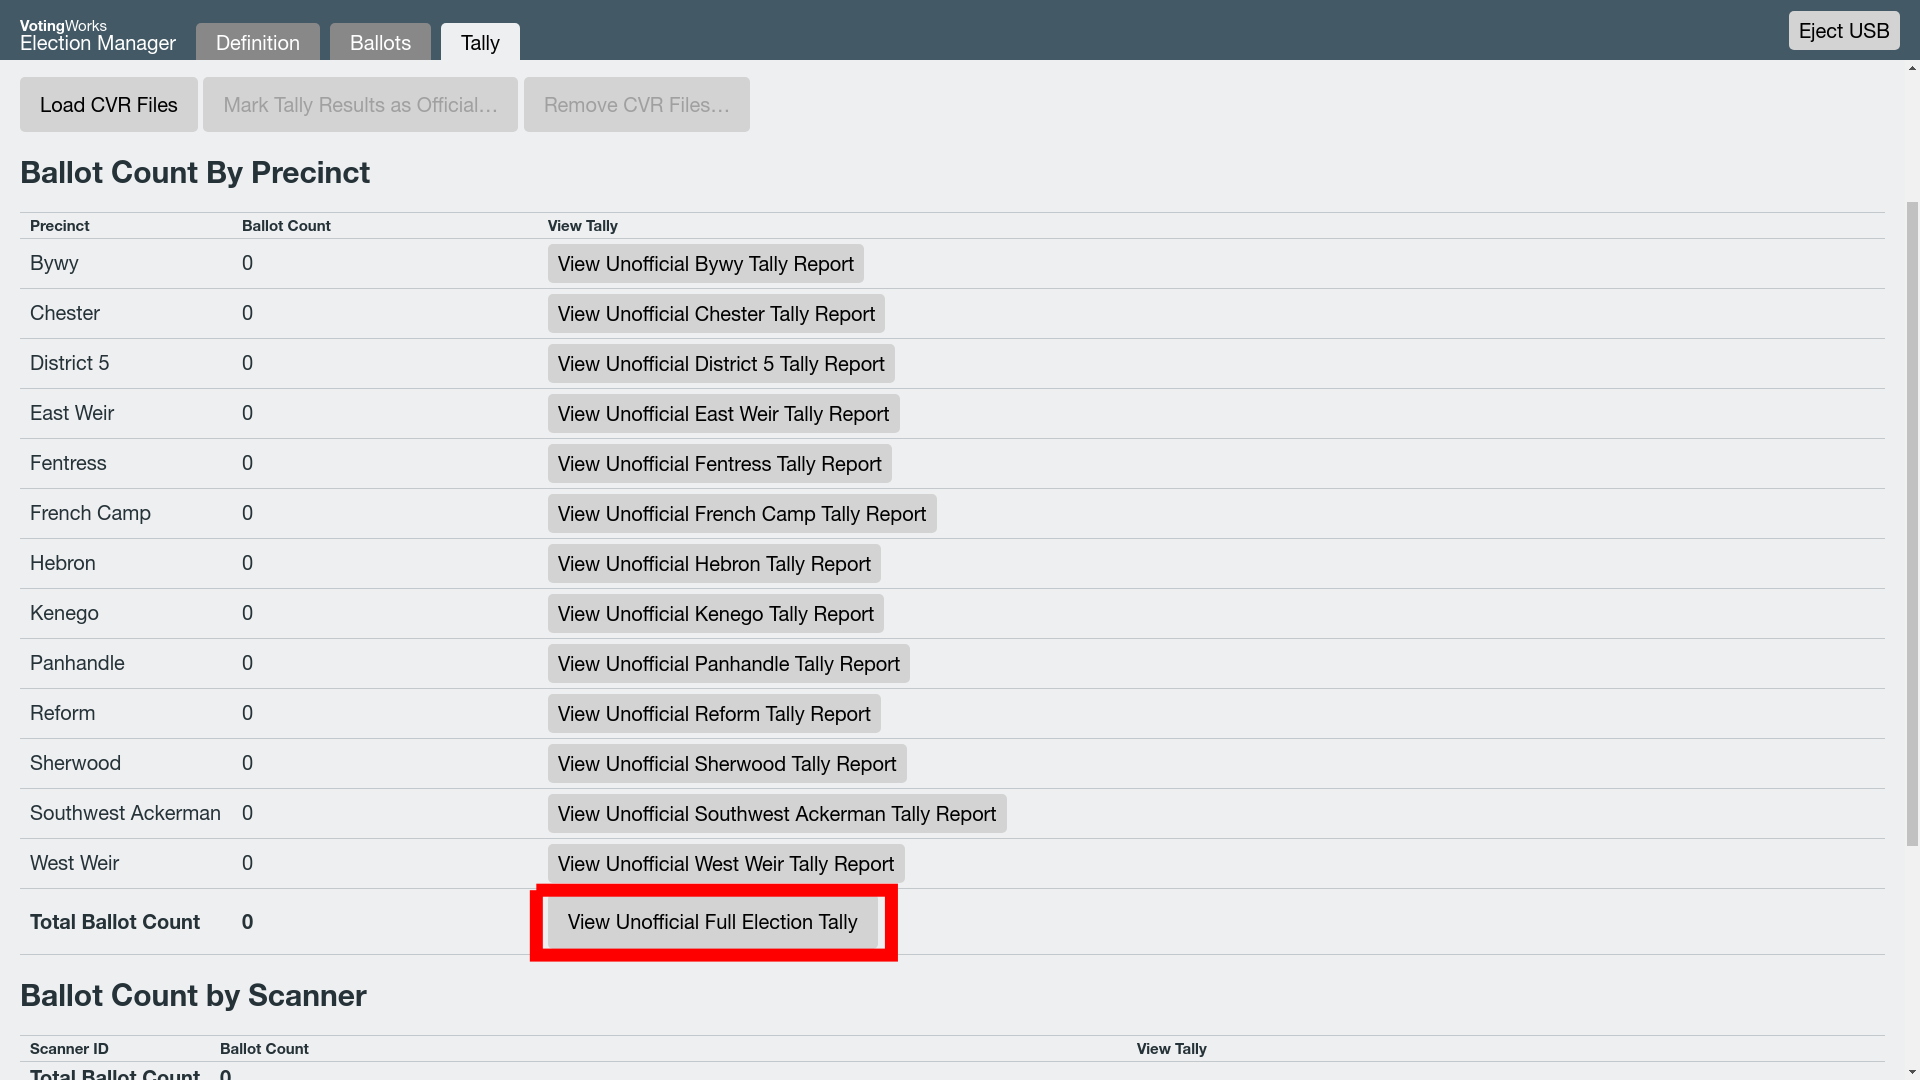 VotingWorks
Election Manager
Definition
Ballots
Tally
Eject USB
Load CVR Files
Mark Tally Results as Official…
Remove CVR Files…
Ballot Count By Precinct
Precinct Ballot Count View Tally
Bywy 0 View Unofficial Bywy Tally Report
Chester 0 View Unofficial Chester Tally Report
District 5 0 View Unofficial District 5 Tally Report
East Weir 0 View Unofficial East Weir Tally Report
Fentress 0 View Unofficial Fentress Tally Report
French Camp 0 View Unofficial French Camp Tally Report
Hebron 0 View Unofficial Hebron Tally Report
Kenego 0 View Unofficial Kenego Tally Report
Panhandle 0 View Unofficial Panhandle Tally Report
Reform 0 View Unofficial Reform Tally Report
Sherwood 0 View Unofficial Sherwood Tally Report
Southwest Ackerman 0 View Unofficial Southwest Ackerman Tally Report
West Weir 0 View Unofficial West Weir Tally Report
Total Ballot Count 0 View Unofficial Full Election Tally
Ballot Count by Scanner
Scanner ID Ballot Count View Tally
Total Ballot Count 0